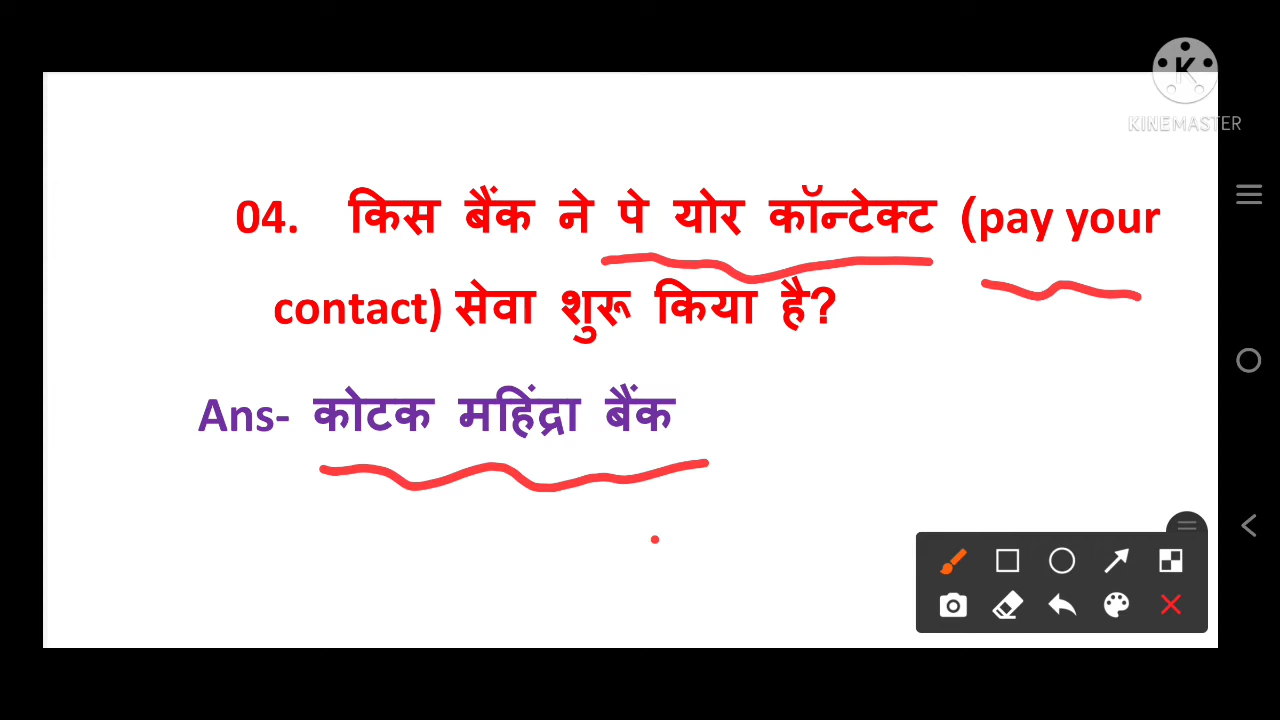 KINEMASTER
04. किस बैंक ने पे योर कॉन्टेक्ट (pay your
contact) सेवा शुरू किया है?
Ans- कोटक महिंद्रा बैंक